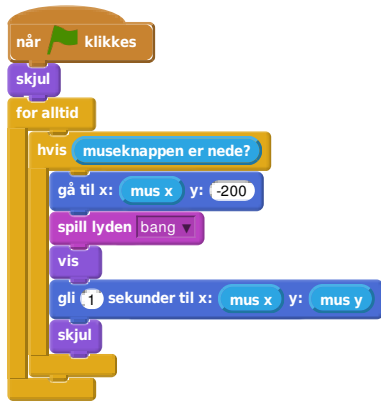 når klikkes
skjul
for alltid
hvis museknappen er nede?
gå til x: mus x y: -200
spill lyden bang
vis
gli 1 sekunder til x: mus x y: mus y
skjul